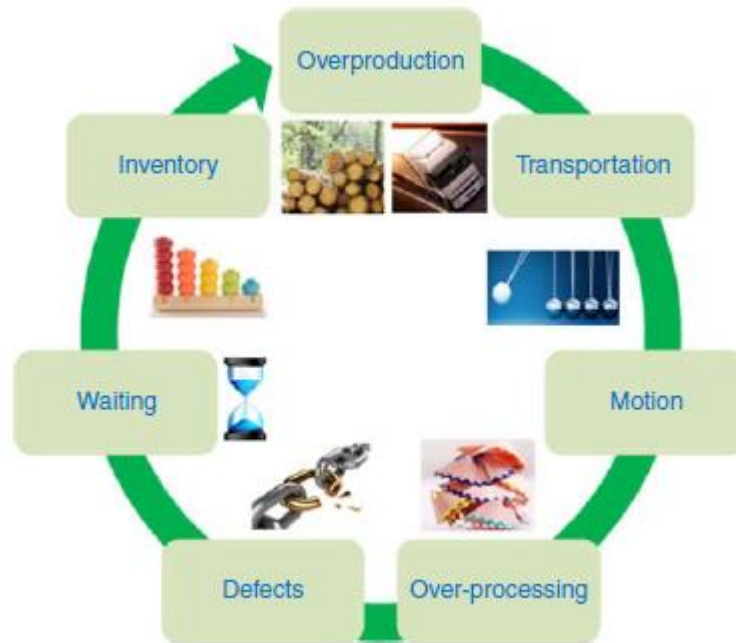 Overproduction
Transportation
Motion
Over-processing
Defects
Waiting
Inventory